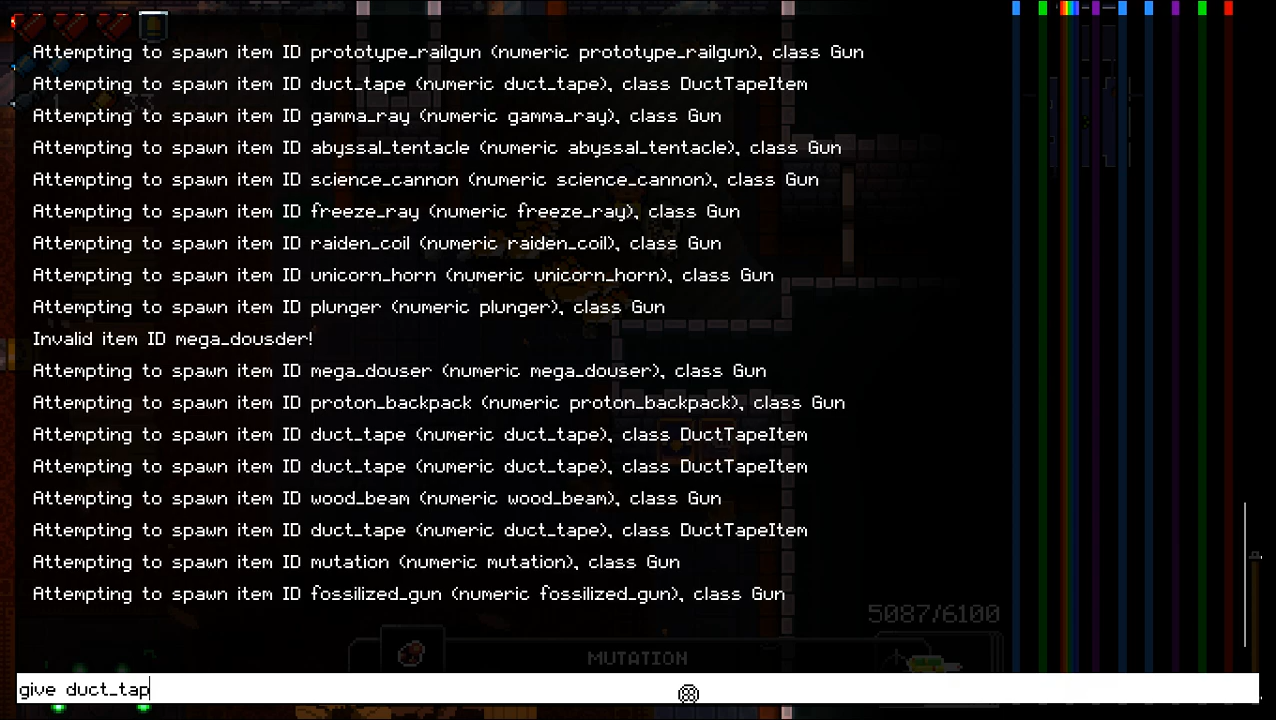 Attempting to spawn item ID prototype_railgun (numeric prototype_railgun), class Gun
Attempting to spawn item ID duct_tape (numeric duct_tape), class DuctTapeItem
Attempting to spawn item ID gamma_ray (numeric gamma_ray), class Gun
Attempting to spawn item ID abyssal_tentacle (numeric abyssal_tentacle), class Gun
Attempting to spawn item ID science_cannon (numeric science_cannon), class Gun
Attempting to spawn item ID freeze_ray (numeric freeze_ray), class Gun
Attempting to spawn item ID raiden_coil (numeric raiden_coil), class Gun
Attempting to spawn item ID unicorn_horn (numeric unicorn_horn), class Gun
Attempting to spawn item ID plunger (numeric plunger), class Gun
Invalid item ID mega_dousder!
Attempting to spawn item ID mega_douser (numeric mega_douser), class Gun
Attempting to spawn item ID proton_backpack (numeric proton_backpack), class Gun
Attempting to spawn item ID duct_tape (numeric duct_tape), class DuctTapeItem
Attempting to spawn item ID duct_tape (numeric duct_tape), class DuctTapeItem
Attempting to spawn item ID wood_beam (numeric wood_beam), class Gun
Attempting to spawn item ID duct_tape (numeric duct_tape), class DuctTapeItem
Attempting to spawn item ID mutation (numeric mutation), class Gun
Attempting to spawn item ID fossilized_gun (numeric fossilized_gun), class Gun
5087/6100
MUTATION
give duct_tap